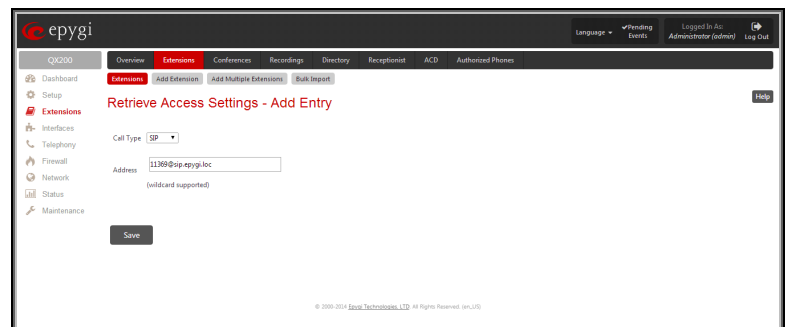 epygi
Language
Pending Events
Logged In As:
Administrator (admin)
Log Out
QX200
Overview Extensions Conferences Recordings Directory Receptionist ACD Authorized Phones
Dashboard
Setup
Extensions
Interfaces
Telephony
Firewall
Network
Status
Maintenance
Extensions Add Extension Add Multiple Extensions Bulk Import
Help
Retrieve Access Settings - Add Entry
Call Type SIP
Address 11369@sip.epygi.loc
(wildcard supported)
Save
© 2000-2014 Epygi Technologies, LTD. All Rights Reserved. (en_US)